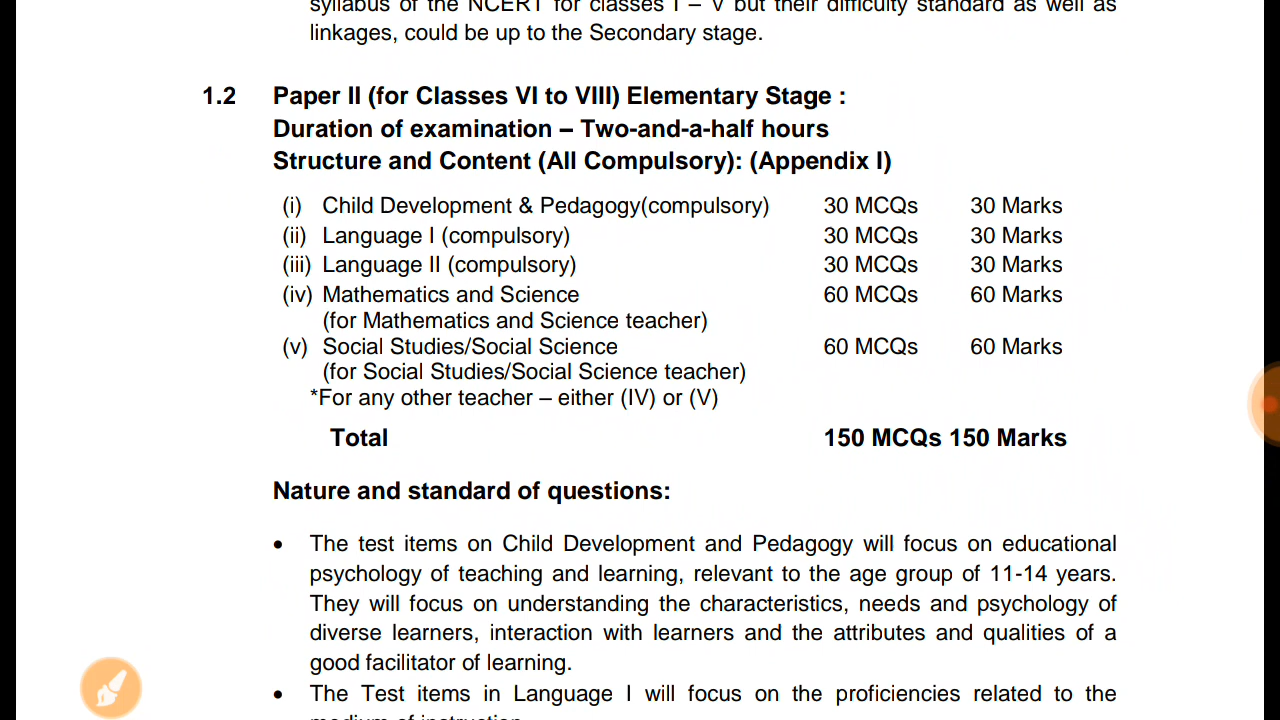 syllabus of the NCERT for classes I – V but their difficulty standard as well as
linkages, could be up to the Secondary stage.
1.2 Paper II (for Classes VI to VIII) Elementary Stage :
Duration of examination – Two-and-a-half hours
Structure and Content (All Compulsory): (Appendix I)
(i) Child Development & Pedagogy(compulsory) 30 MCQs 30 Marks
(ii) Language I (compulsory) 30 MCQs 30 Marks
(iii) Language II (compulsory) 30 MCQs 30 Marks
(iv) Mathematics and Science 60 MCQs 60 Marks
(for Mathematics and Science teacher)
(v) Social Studies/Social Science 60 MCQs 60 Marks
(for Social Studies/Social Science teacher)
*For any other teacher – either (IV) or (V)
Total 150 MCQs 150 Marks
Nature and standard of questions:
• The test items on Child Development and Pedagogy will focus on educational
psychology of teaching and learning, relevant to the age group of 11-14 years.
They will focus on understanding the characteristics, needs and psychology of
diverse learners, interaction with learners and the attributes and qualities of a
good facilitator of learning.
• The Test items in Language I will focus on the proficiencies related to the
medium of instruction.